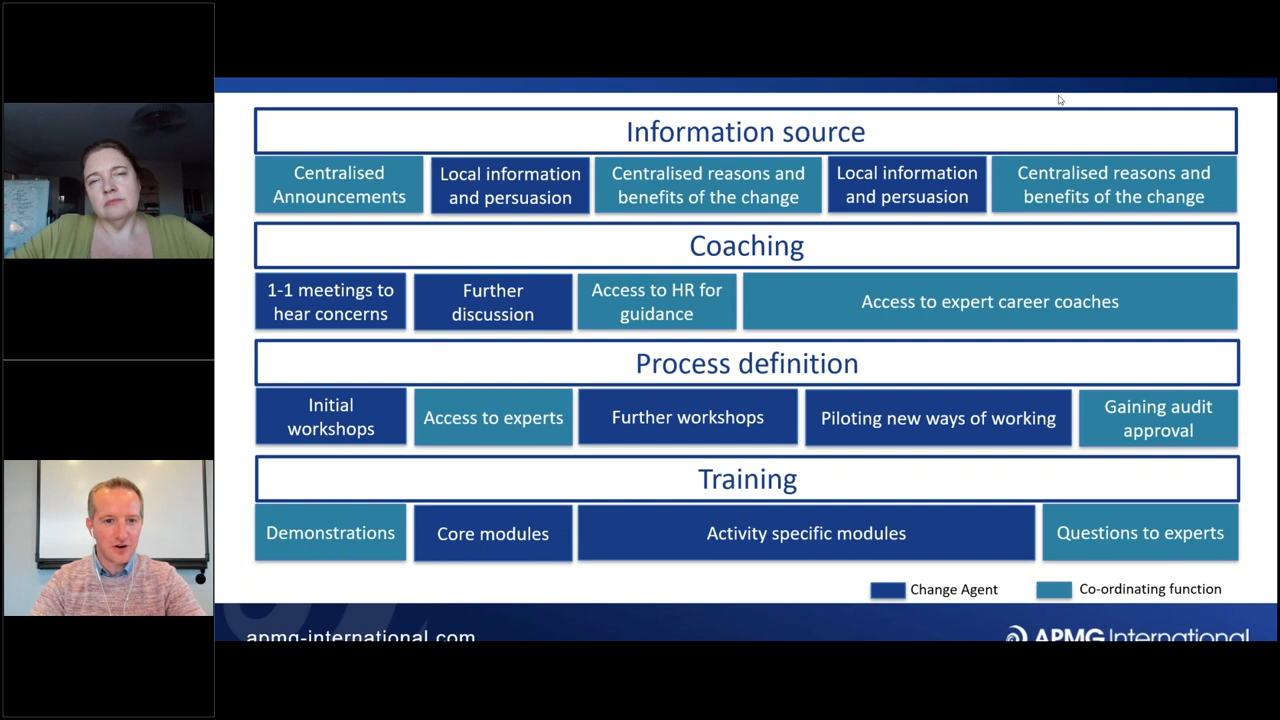 Information source
Centralised
Announcements
Local information
and persuasion
Centralised reasons and
benefits of the change
Local information
and persuasion
Centralised reasons and
benefits of the change
Coaching
1-1 meetings to
hear concerns
Further
discussion
Access to HR for
guidance
Access to expert career coaches
Process definition
Initial
workshops
Access to experts
Further workshops
Piloting new ways of working
Gaining audit
approval
Training
Demonstrations
Core modules
Activity specific modules
Questions to experts
Change Agent
Co-ordinating function
apmg-international.com
APMG International